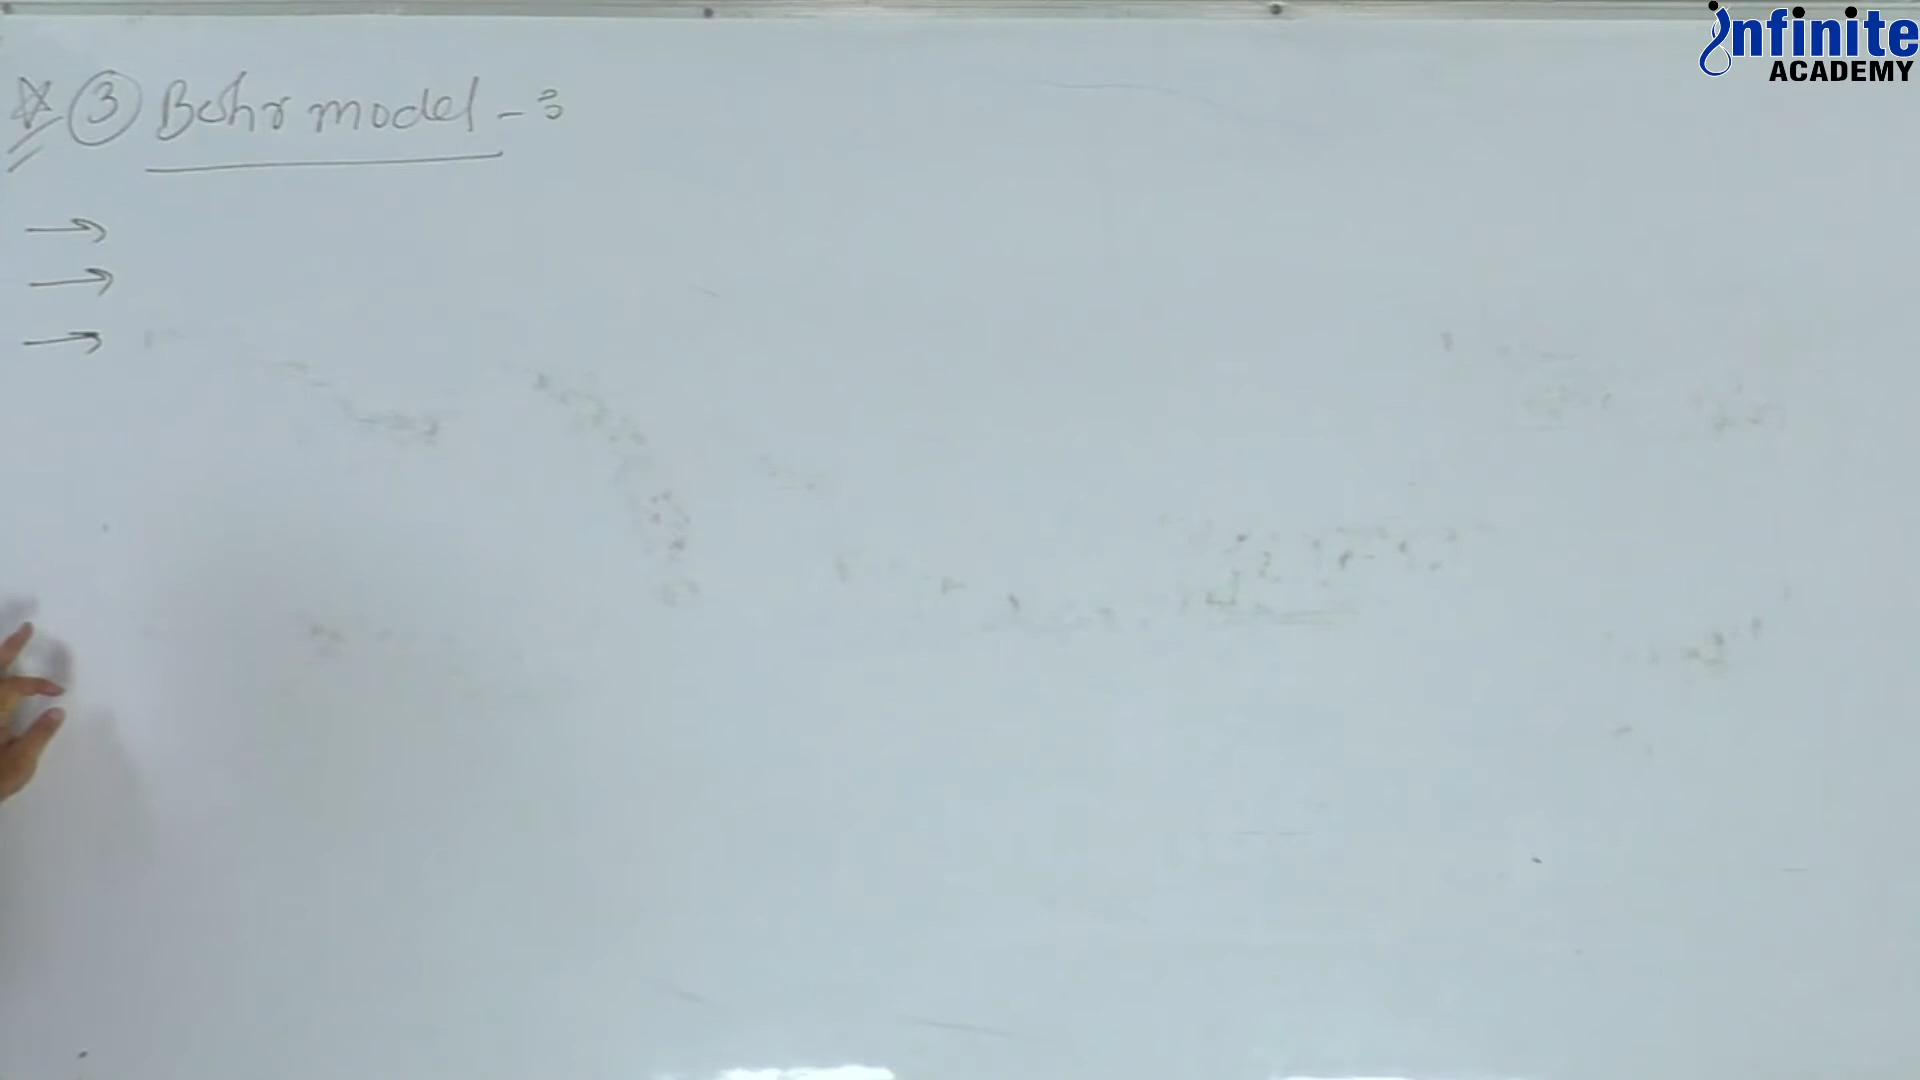 infinite
ACADEMY
③ Bohr model - :
→
→
→